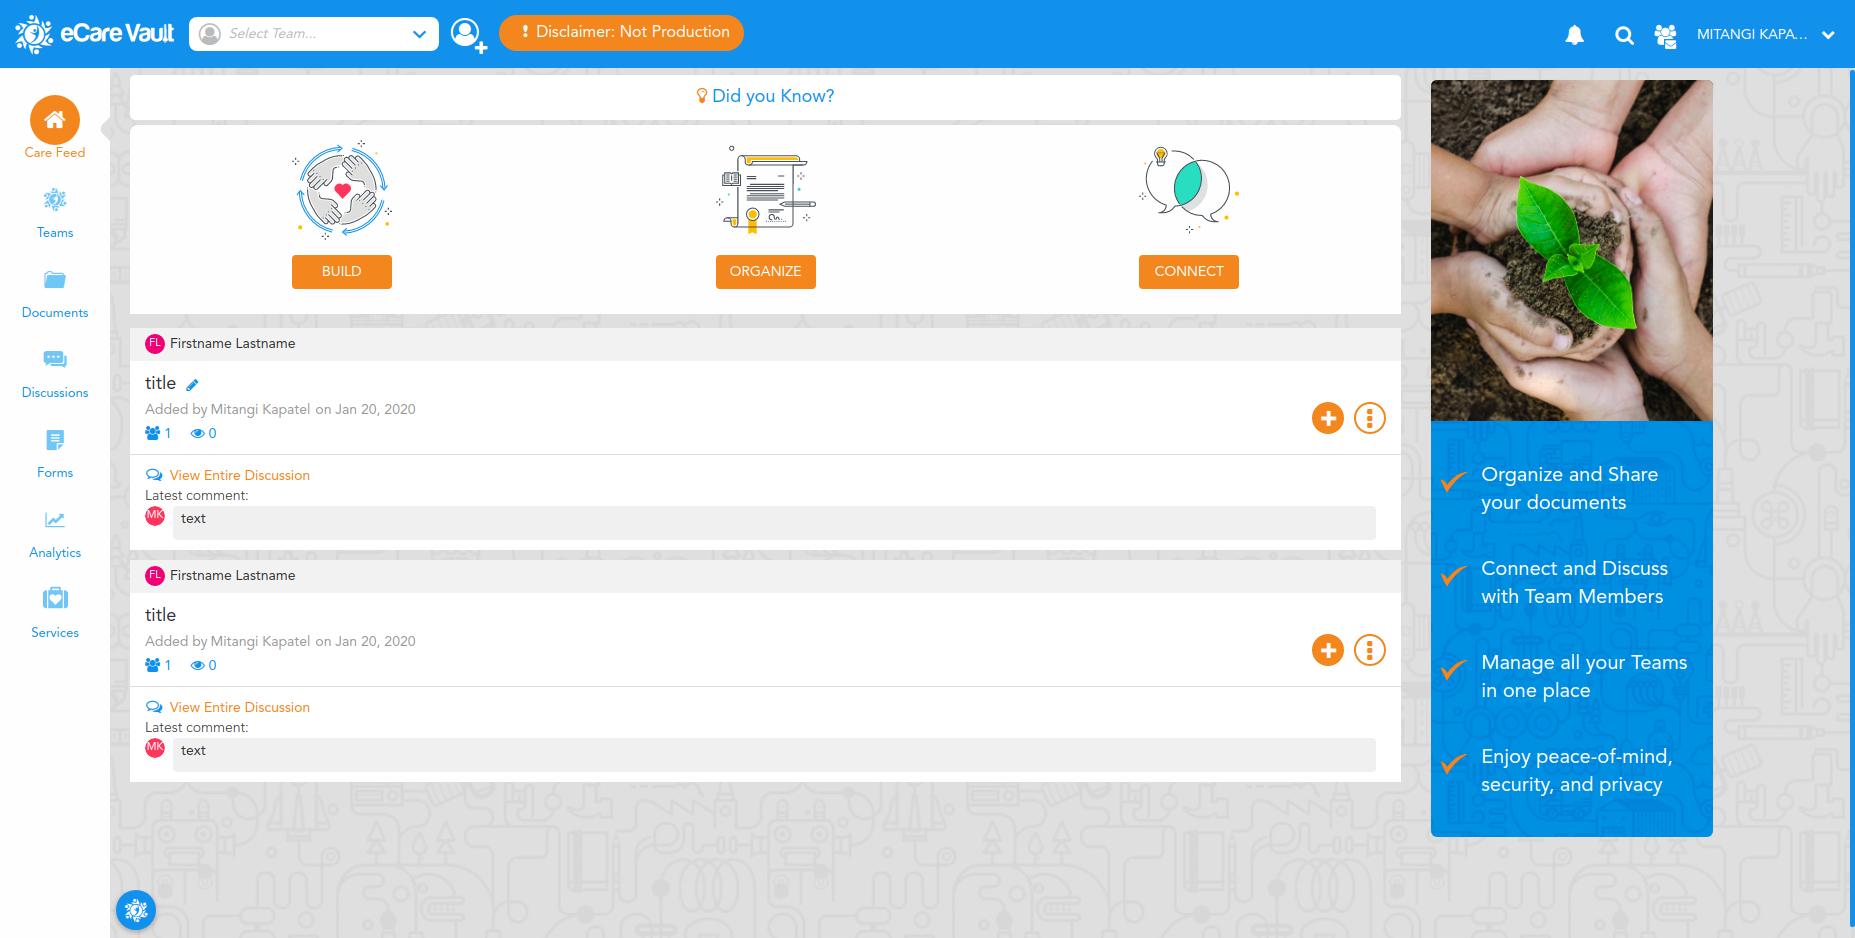 eCare Vault
Select Team...
! Disclaimer: Not Production
MITANGI KAPA...
Care Feed
Teams
Documents
Discussions
Forms
Analytics
Services
Did you Know?
BUILD
ORGANIZE
CONNECT
FL Firstname Lastname
title
Added by Mitangi Kapatel on Jan 20, 2020
1 0
View Entire Discussion
Latest comment:
MK text
FL Firstname Lastname
title
Added by Mitangi Kapatel on Jan 20, 2020
1 0
View Entire Discussion
Latest comment:
MK text
Organize and Share
your documents
Connect and Discuss
with Team Members
Manage all your Teams
in one place
Enjoy peace-of-mind,
security, and privacy